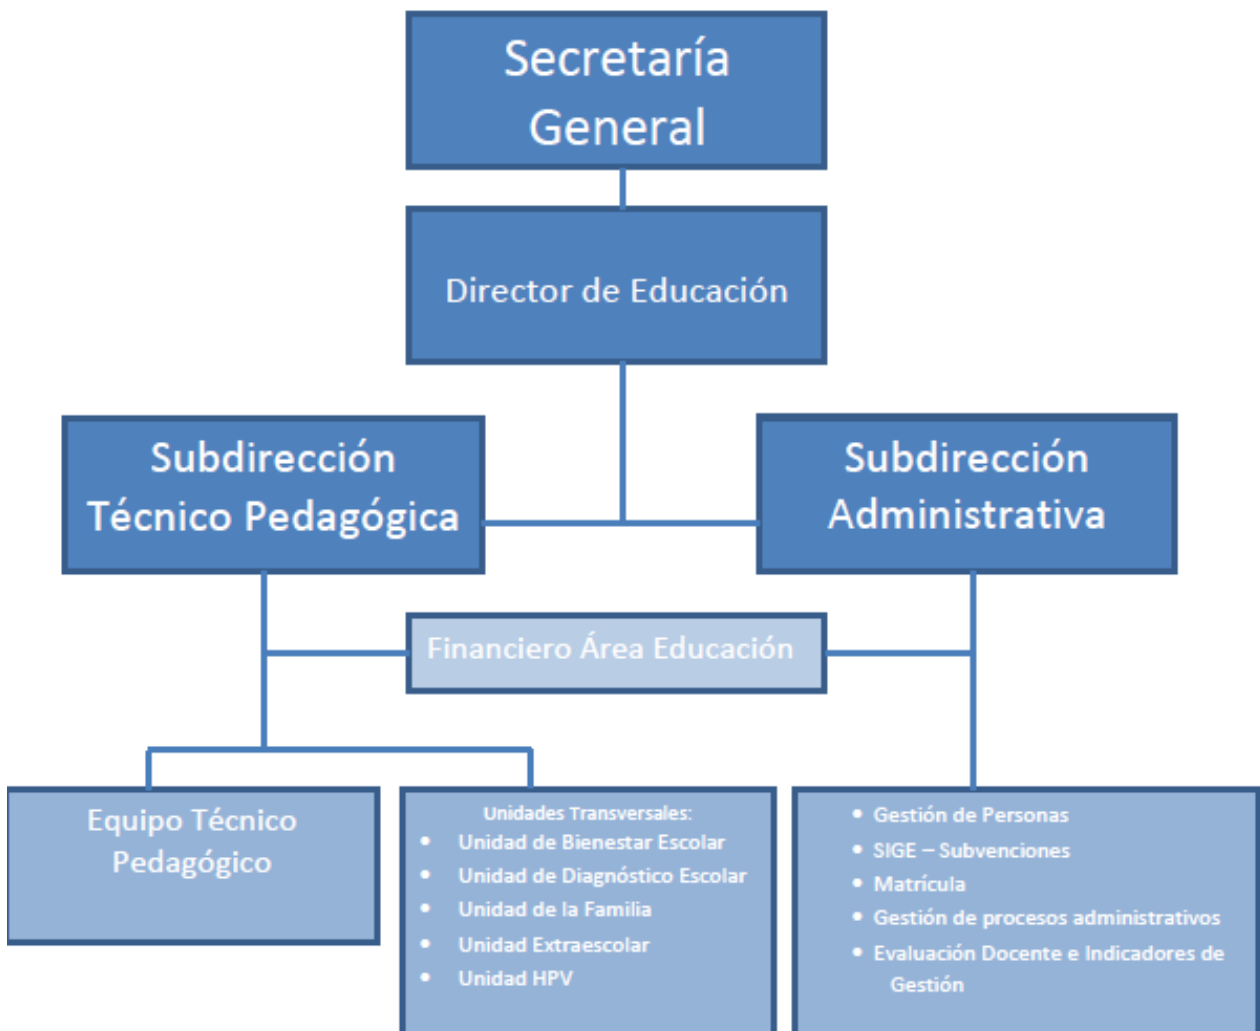 Secretaría
General
Director de Educación
Subdirección
Técnico Pedagógica
Subdirección
Administrativa
Financiero Área Educación
Equipo Técnico
Pedagógico
Unidades Transversales:
• Unidad de Bienestar Escolar
• Unidad de Diagnóstico Escolar
• Unidad de la Familia
• Unidad Extraescolar
• Unidad HPV
• Gestión de Personas
• SIGE – Subvenciones
• Matrícula
• Gestión de procesos administrativos
• Evaluación Docente e Indicadores de
Gestión